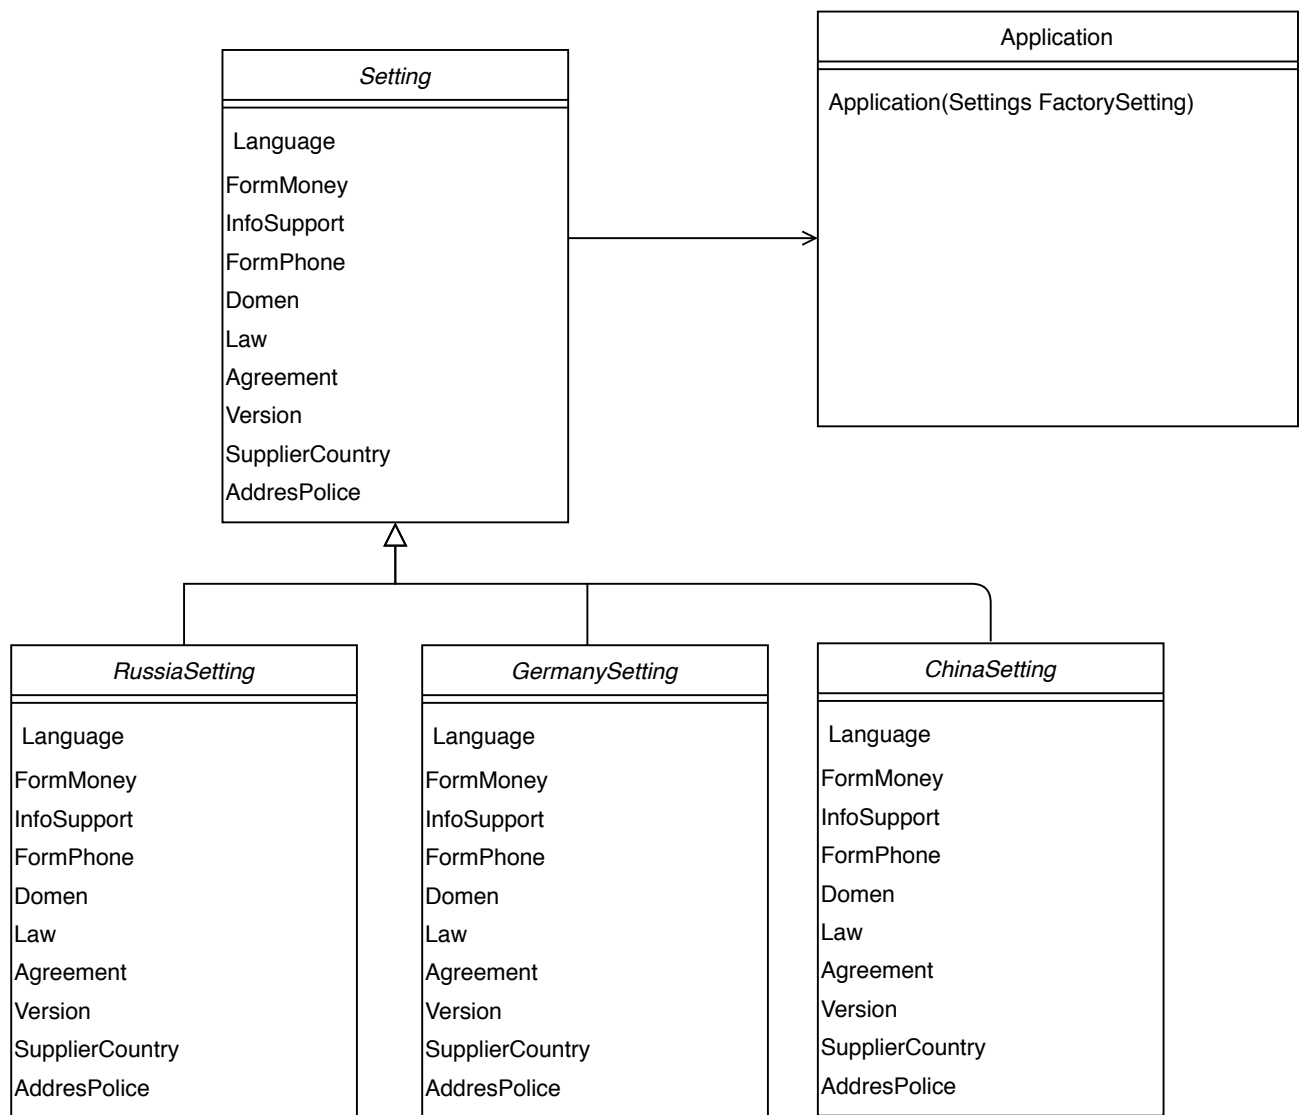 Setting
Language
FormMoney
InfoSupport
FormPhone
Domen
Law
Agreement
Version
SupplierCountry
AddresPolice
Application
Application(Settings FactorySetting)
RussiaSetting
Language
FormMoney
InfoSupport
FormPhone
Domen
Law
Agreement
Version
SupplierCountry
AddresPolice
GermanySetting
Language
FormMoney
InfoSupport
FormPhone
Domen
Law
Agreement
Version
SupplierCountry
AddresPolice
ChinaSetting
Language
FormMoney
InfoSupport
FormPhone
Domen
Law
Agreement
Version
SupplierCountry
AddresPolice